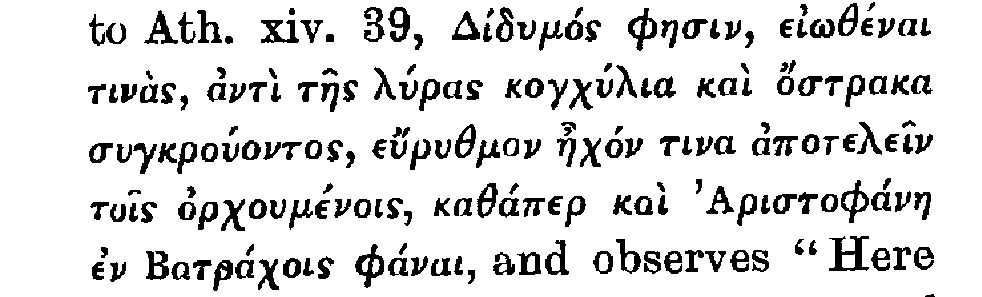 to Ath. xiv. 39, Δίδυμός φησιν, εἰωθέναι
τινὰς, ἀντὶ τῆς λύρας κογχύλια καὶ ὄστρακα
συγκρούοντος, εὔρυθμον ἦχόν τινα ἀποτελεῖν
τοῖς ὀρχουμένοις, καθάπερ καὶ Ἀριστοφάνη
ἐν Βατράχοις φάναι, and observes “Here